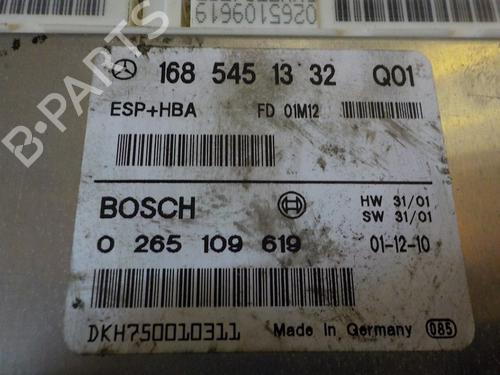 0265109619
168 545 13 32 Q01
ESP+HBA FD 01M12
BOSCH HW 31/01
SW 31/01
0 265 109 619 01-12-10
DKH750010311 Made In Germany 085
B-PARTS